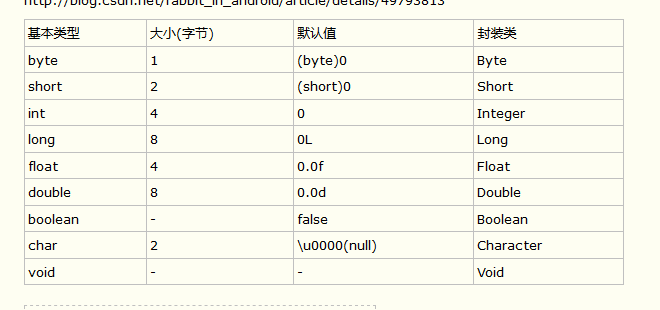 http://blog.csdn.net/rabbit_in_android/article/details/49793813
基本类型 大小(字节) 默认值 封装类
byte 1 (byte)0 Byte
short 2 (short)0 Short
int 4 0 Integer
long 8 0L Long
float 4 0.0f Float
double 8 0.0d Double
boolean - false Boolean
char 2 \u0000(null) Character
void - - Void